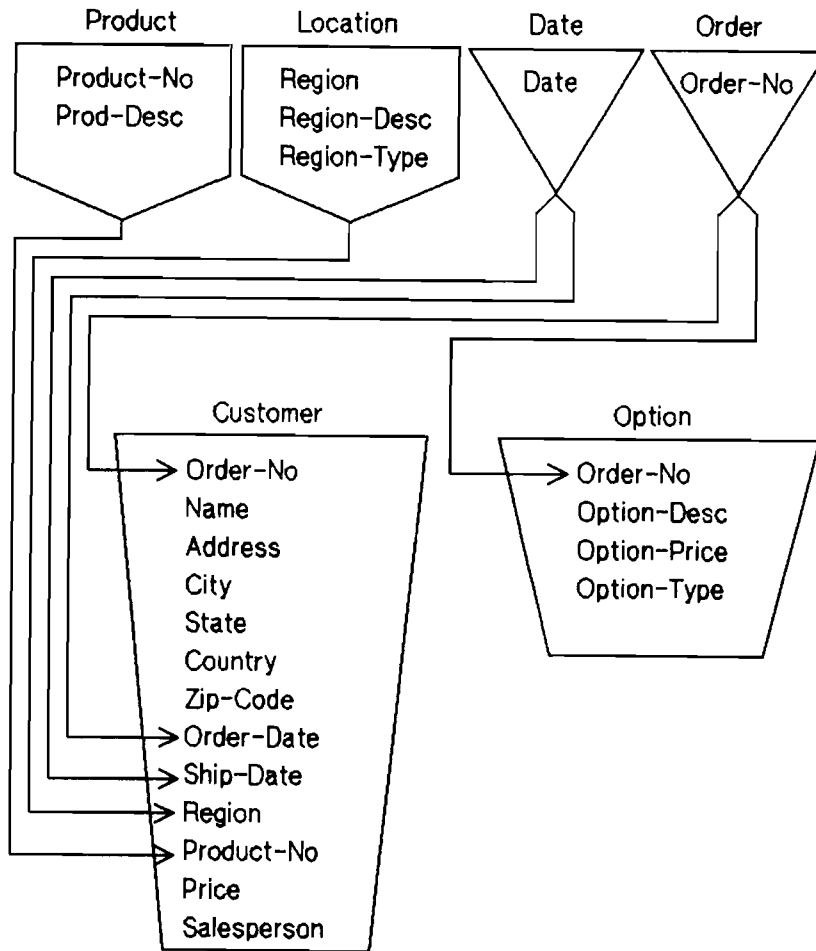 Product
Location
Date
Order
Product-No
Prod-Desc
Region
Region-Desc
Region-Type
Date
Order-No
Customer
Order-No
Name
Address
City
State
Country
Zip-Code
Order-Date
Ship-Date
Region
Product-No
Price
Salesperson
Option
Order-No
Option-Desc
Option-Price
Option-Type